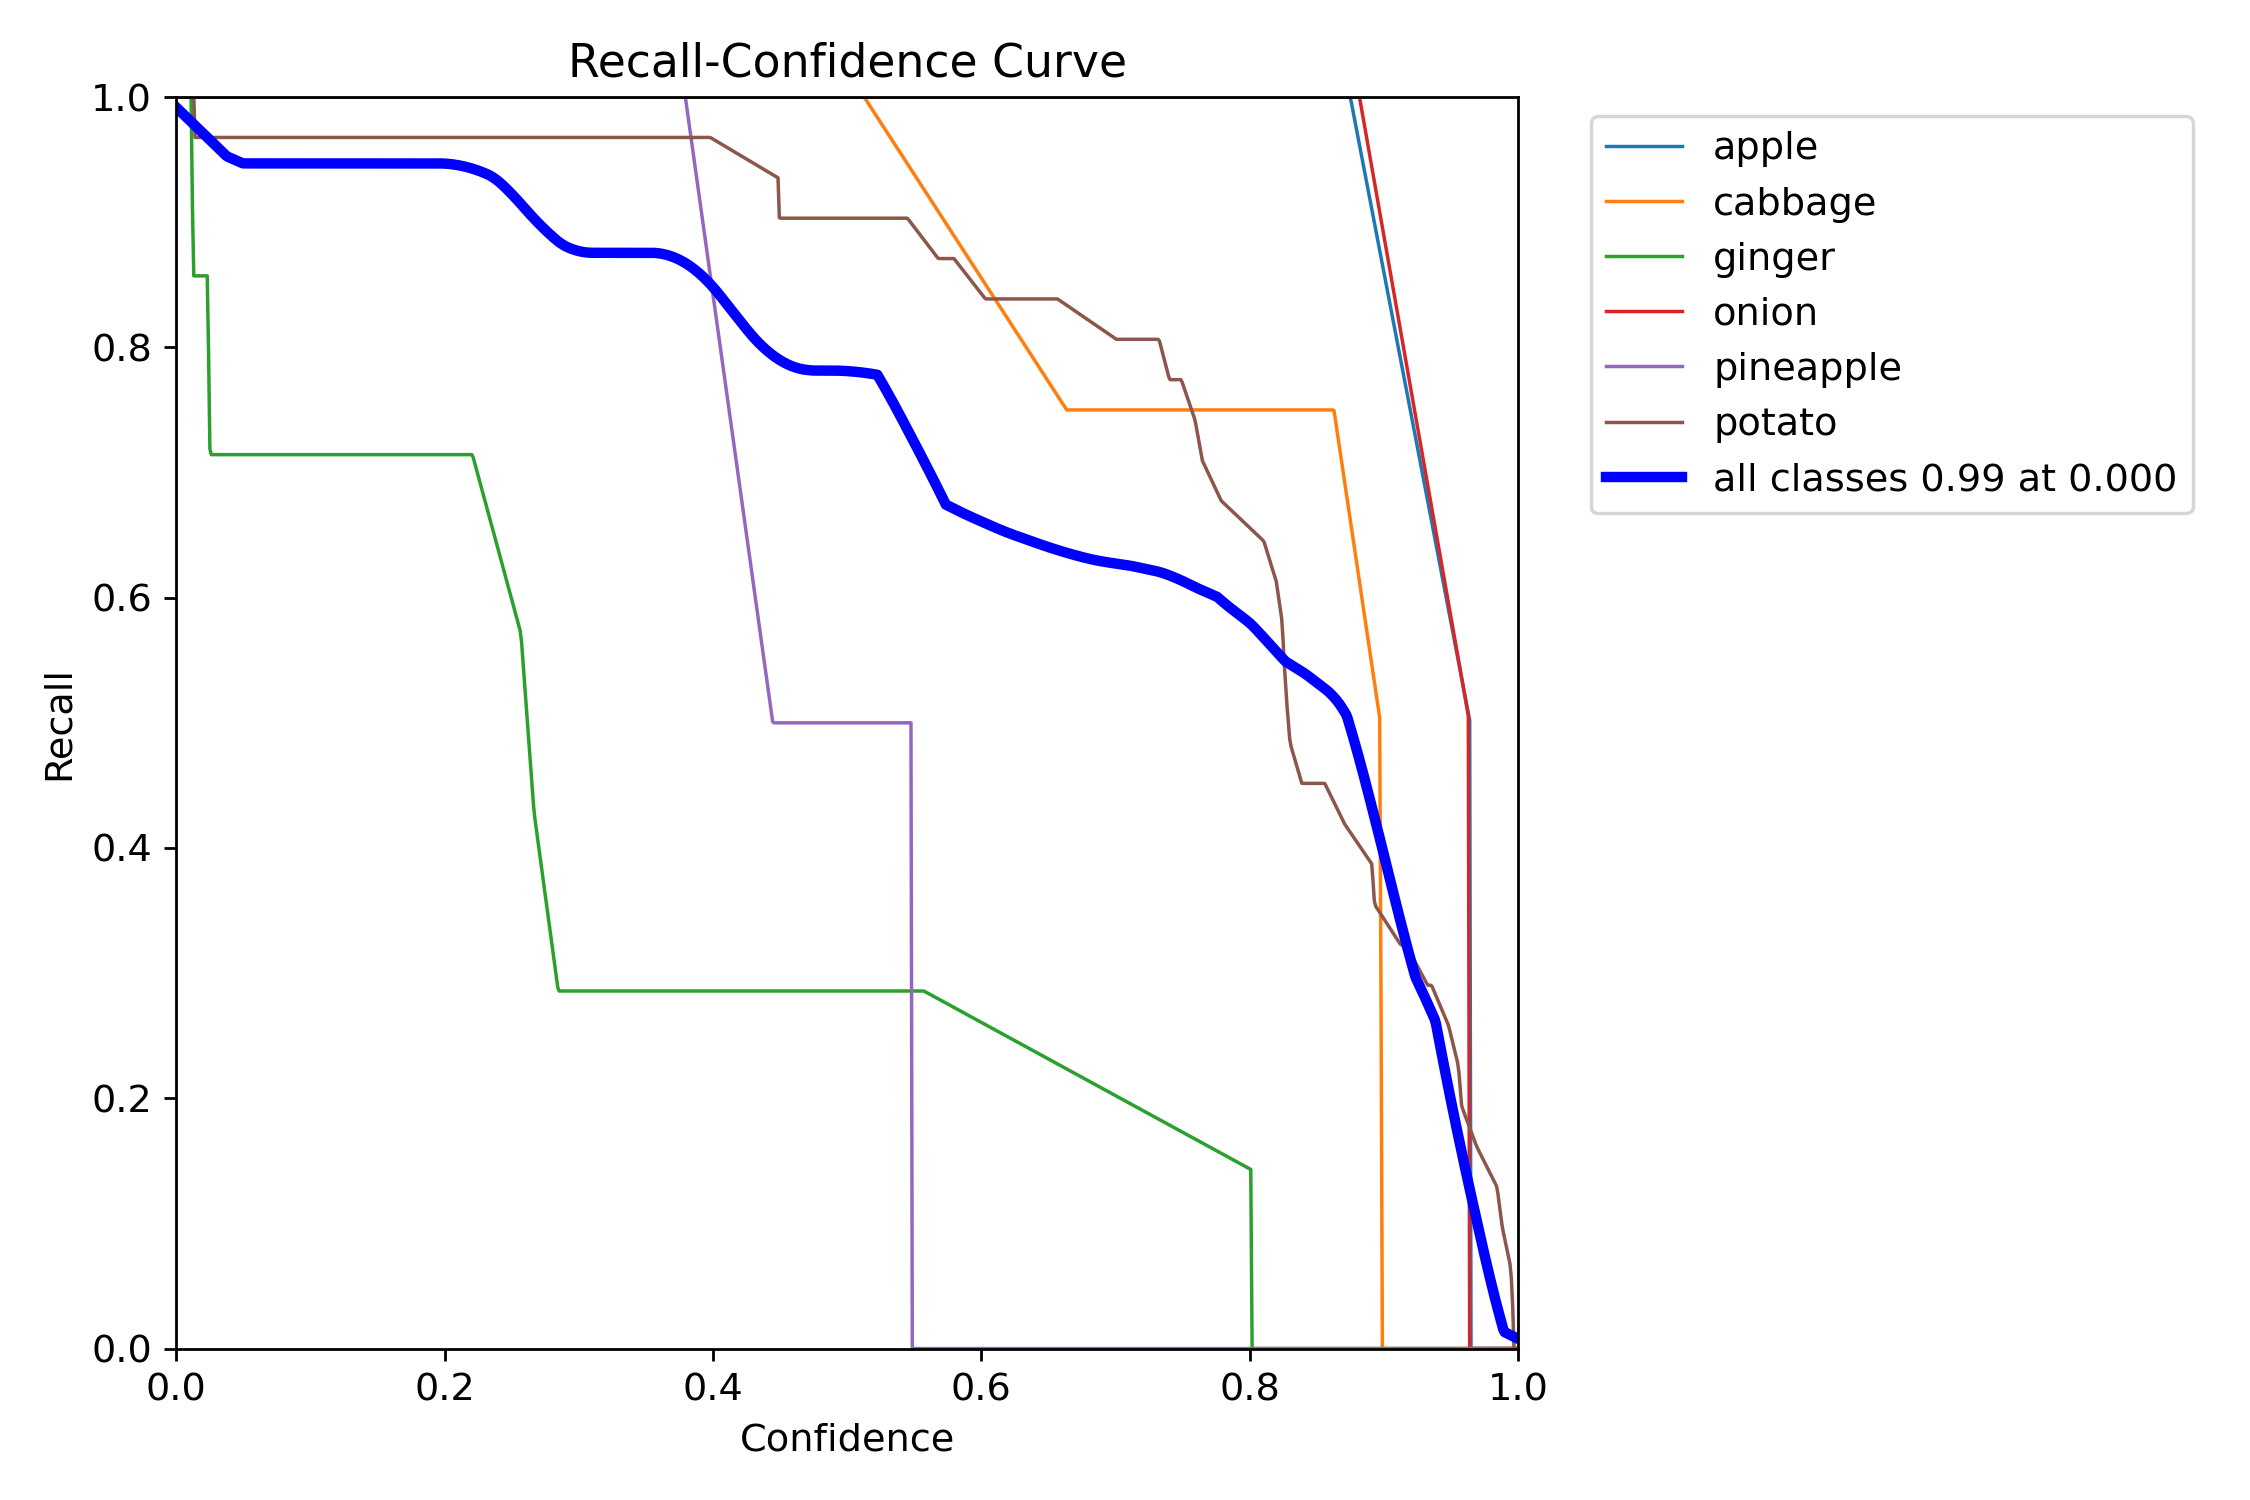 Recall-Confidence Curve
1.0
0.8
0.6
0.4
0.2
0.0
Recall
0.0 0.2 0.4 0.6 0.8 1.0
Confidence
apple
cabbage
ginger
onion
pineapple
potato
all classes 0.99 at 0.000